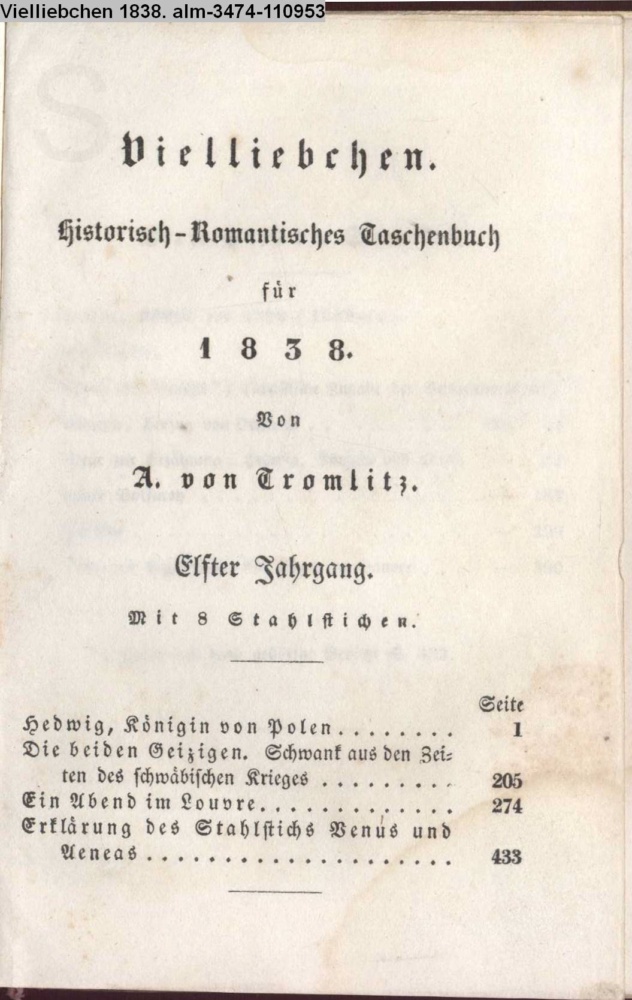 Vielliebchen 1838. alm-3474-110953
Vielliebchen.
Historisch-Romantisches Taschenbuch
für
1838.
Von
A. von Tromlitz.
Elfter Jahrgang.
Mit 8 Stahlstichen.
Seite
Hedwig, Königin von Polen........ 1
Die beiden Geizigen. Schwank aus den Zei-
ten des schwäbischen Krieges ......... 205
Ein Abend im Louvre............. 274
Erklärung des Stahlstichs Venus und
Aeneas.................... 433